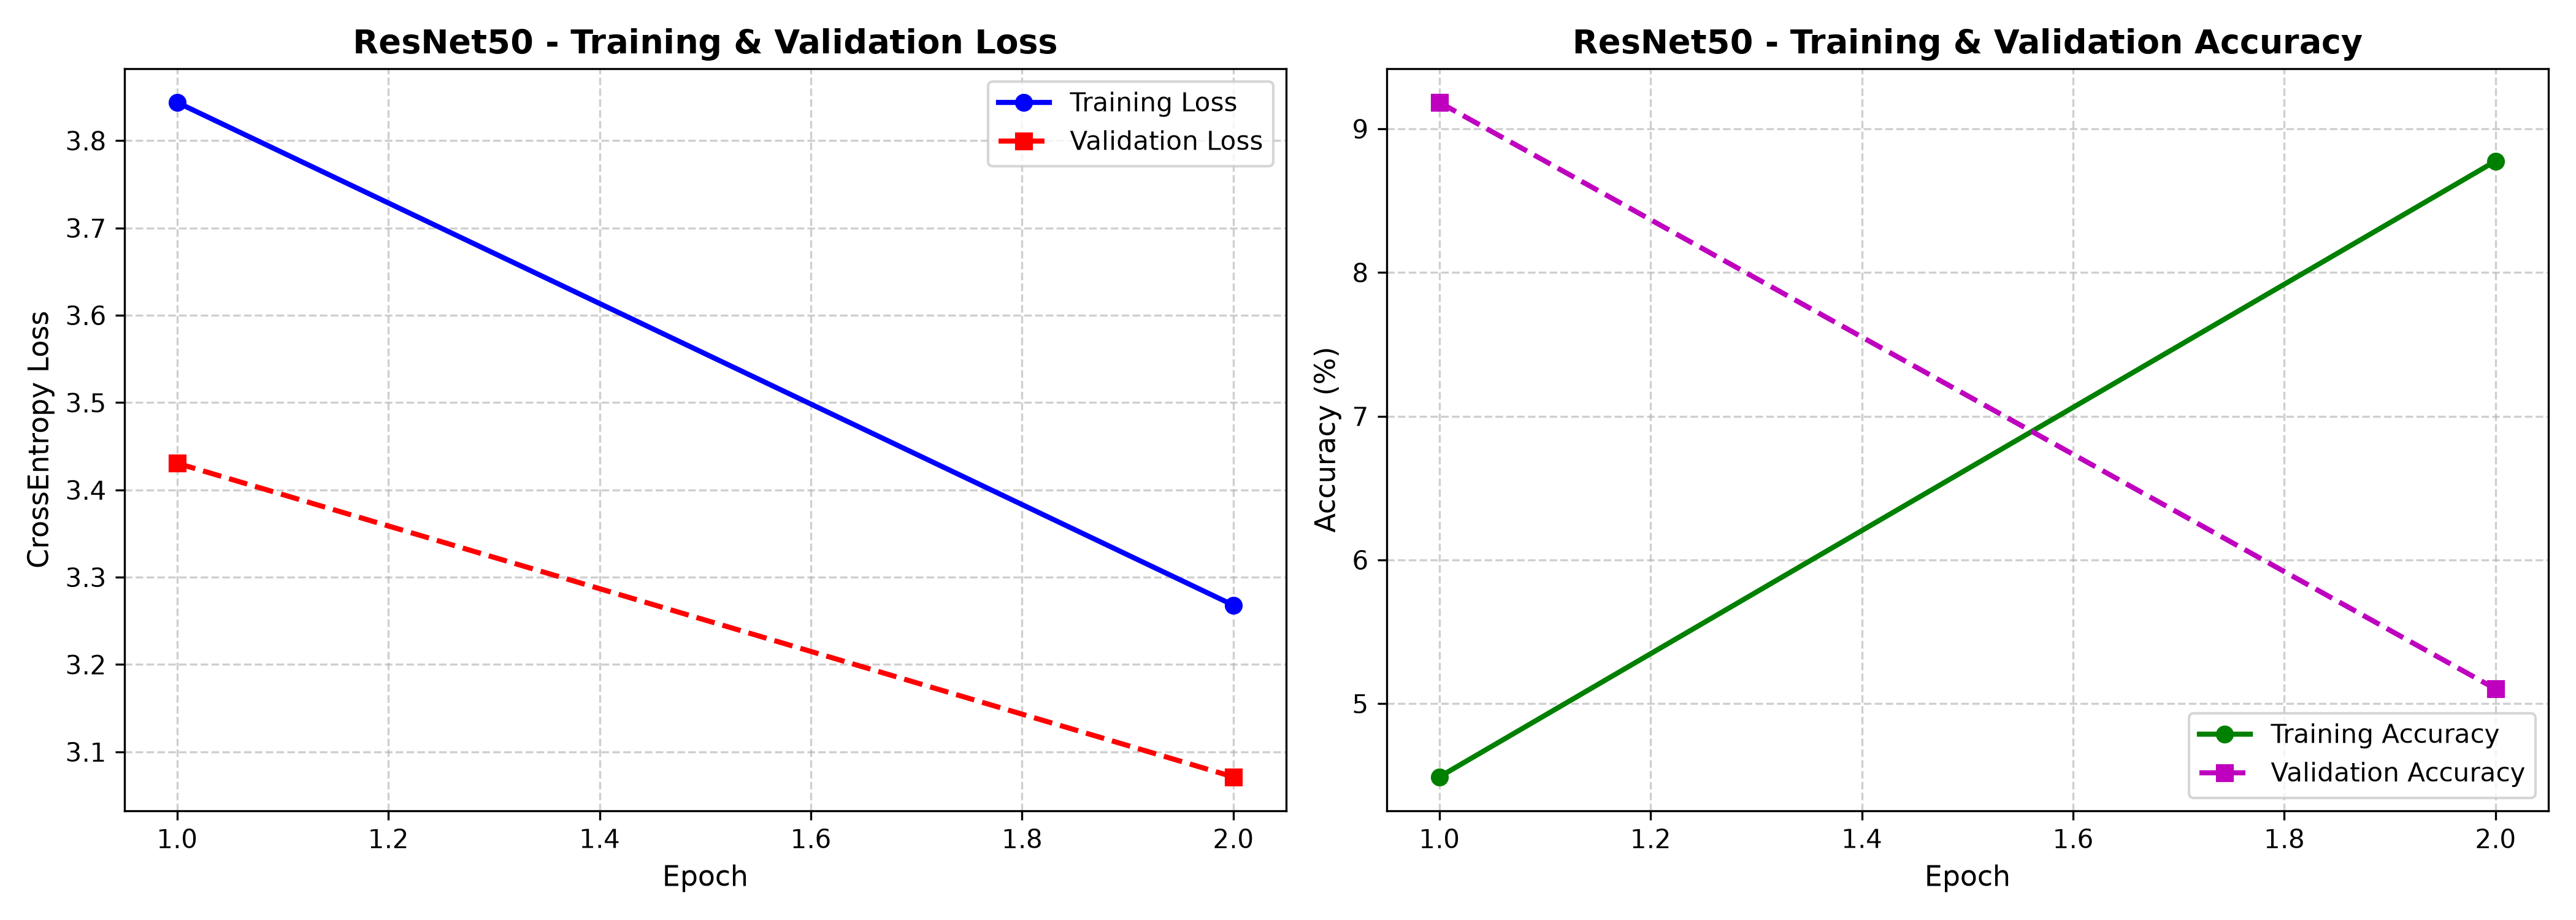 ResNet50 - Training & Validation Loss
CrossEntropy Loss
3.8
3.7
3.6
3.5
3.4
3.3
3.2
3.1
Training Loss
Validation Loss
1.0 1.2 1.4 1.6 1.8 2.0
Epoch
ResNet50 - Training & Validation Accuracy
Accuracy (%)
9
8
7
6
5
Training Accuracy
Validation Accuracy
1.0 1.2 1.4 1.6 1.8 2.0
Epoch